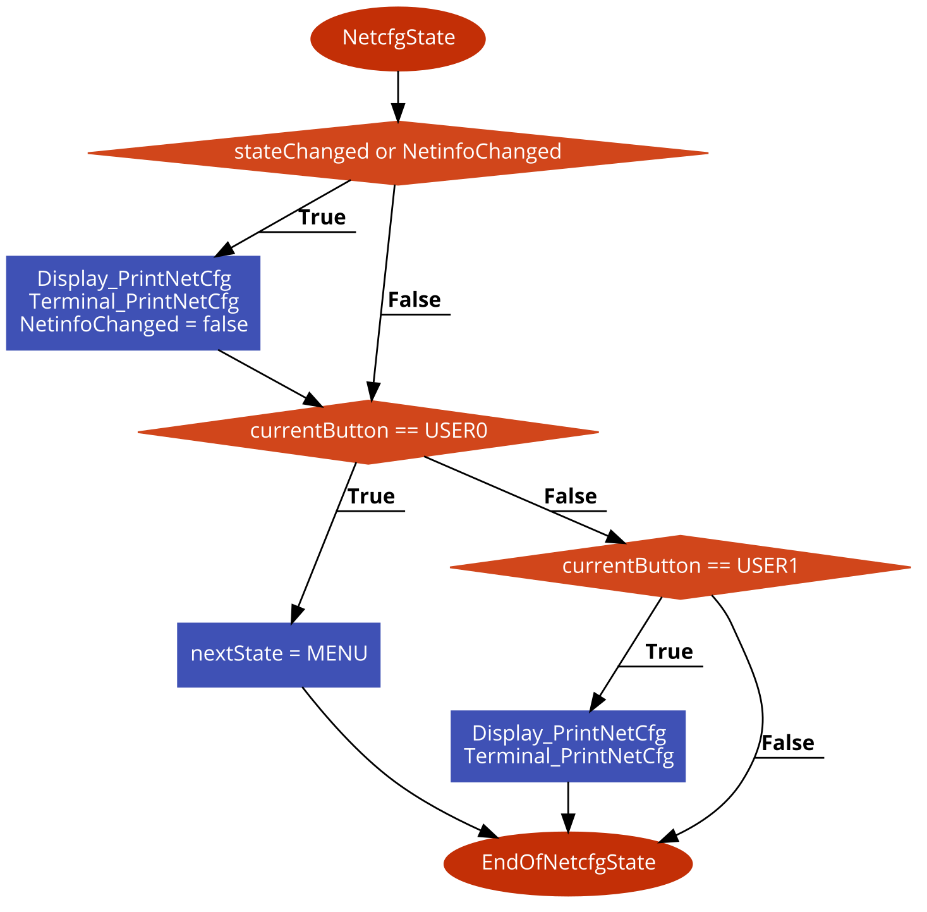 NetcfgState
stateChanged or NetinfoChanged
True
Display_PrintNetCfg
Terminal_PrintNetCfg
NetinfoChanged = false
False
currentButton == USER0
True
False
currentButton == USER1
nextState = MENU
True
Display_PrintNetCfg
Terminal_PrintNetCfg
False
EndOfNetcfgState